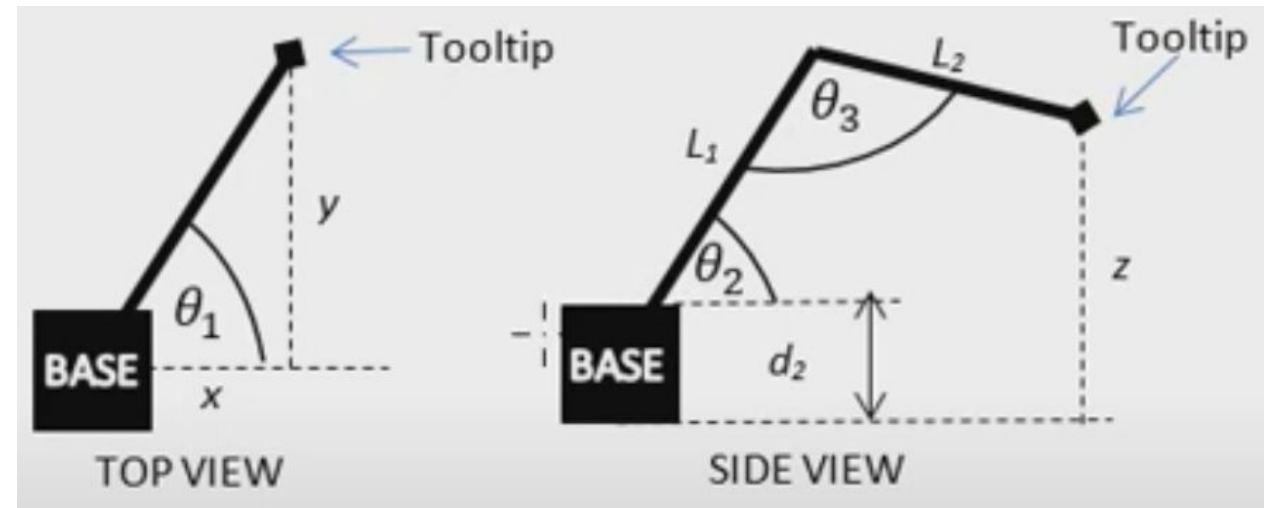 Tooltip
y
θ₁
BASE
x
TOP VIEW
Tooltip
L₂
θ₃
L₁
θ₂
z
BASE
d₂
SIDE VIEW